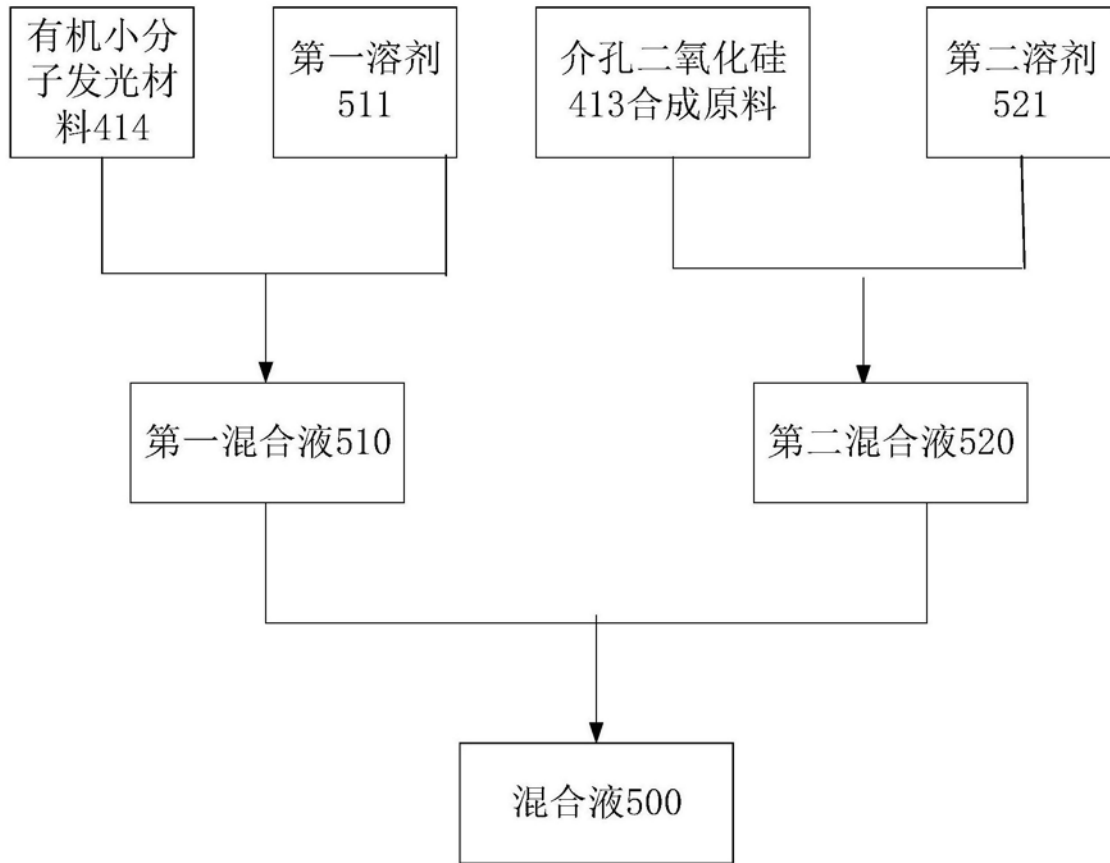 有机小分
子发光材
料414
第一溶剂
511
介孔二氧化硅
413合成原料
第二溶剂
521
第一混合液510
第二混合液520
混合液500